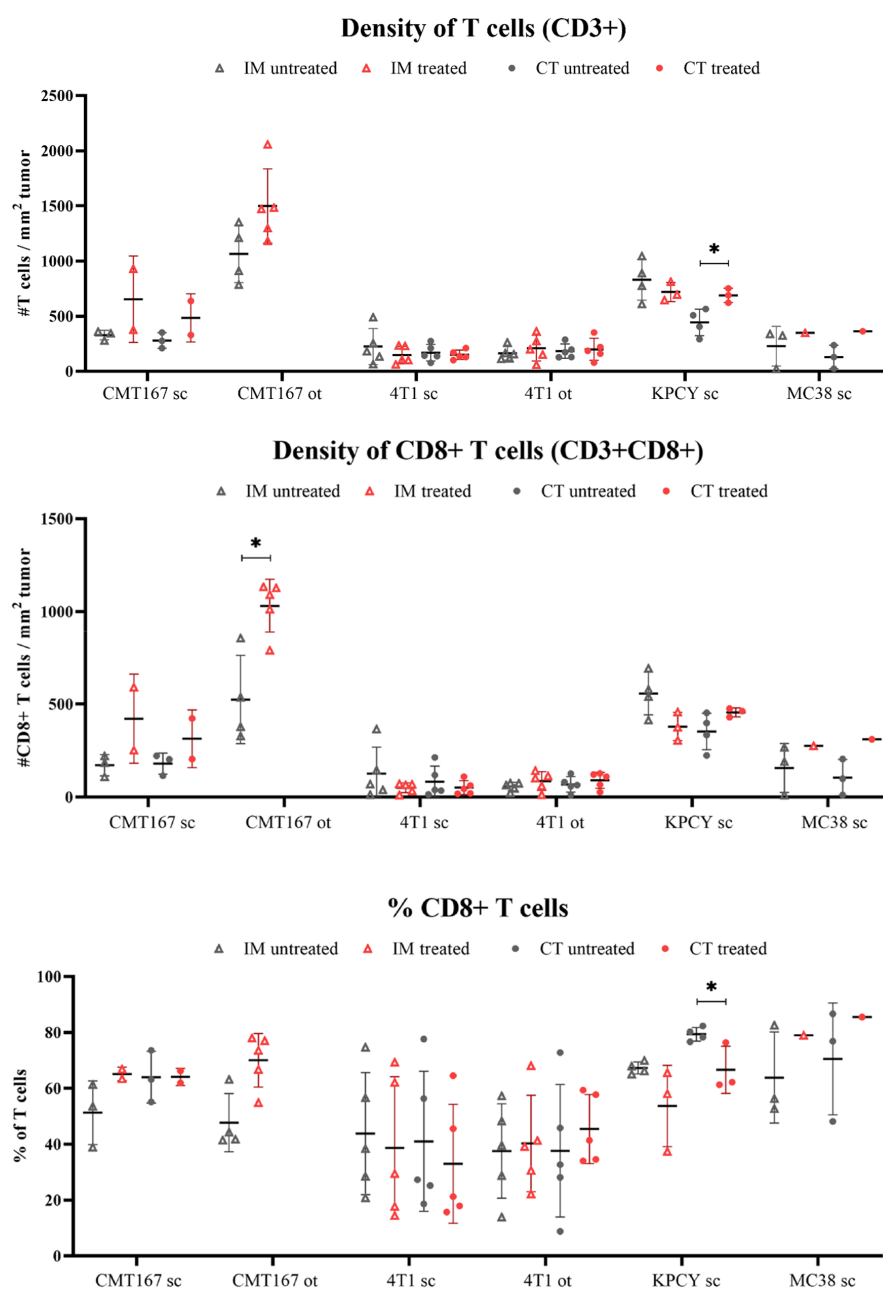 Density of T cells (CD3+)
IM untreated IM treated CT untreated CT treated
#T cells / mm² tumor
2500
2000
1500
1000
500
0
*
CMT167 sc CMT167 ot 4T1 sc 4T1 ot KPCY sc MC38 sc
Density of CD8+ T cells (CD3+CD8+)
IM untreated IM treated CT untreated CT treated
#CD8+ T cells / mm² tumor
1500
1000
500
0
*
CMT167 sc CMT167 ot 4T1 sc 4T1 ot KPCY sc MC38 sc
% CD8+ T cells
IM untreated IM treated CT untreated CT treated
% of T cells
100
80
60
40
20
0
*
CMT167 sc CMT167 ot 4T1 sc 4T1 ot KPCY sc MC38 sc